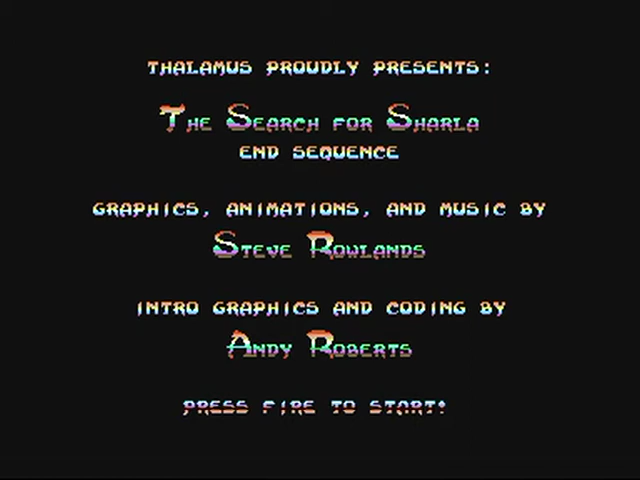 THALAMUS PROUDLY PRESENTS:
THE SEARCH FOR SHARLA
END SEQUENCE
GRAPHICS, ANIMATIONS, AND MUSIC BY
STEVE ROWLANDS
INTRO GRAPHICS AND CODING BY
ANDY ROBERTS
PRESS FIRE TO START!